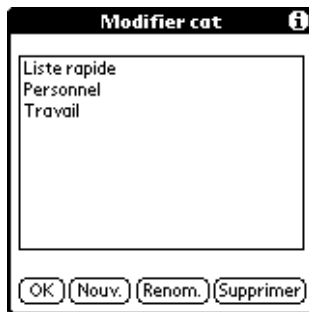 Modifier cat
Liste rapide
Personnel
Travail
OK Nouv. Renom. Supprimer